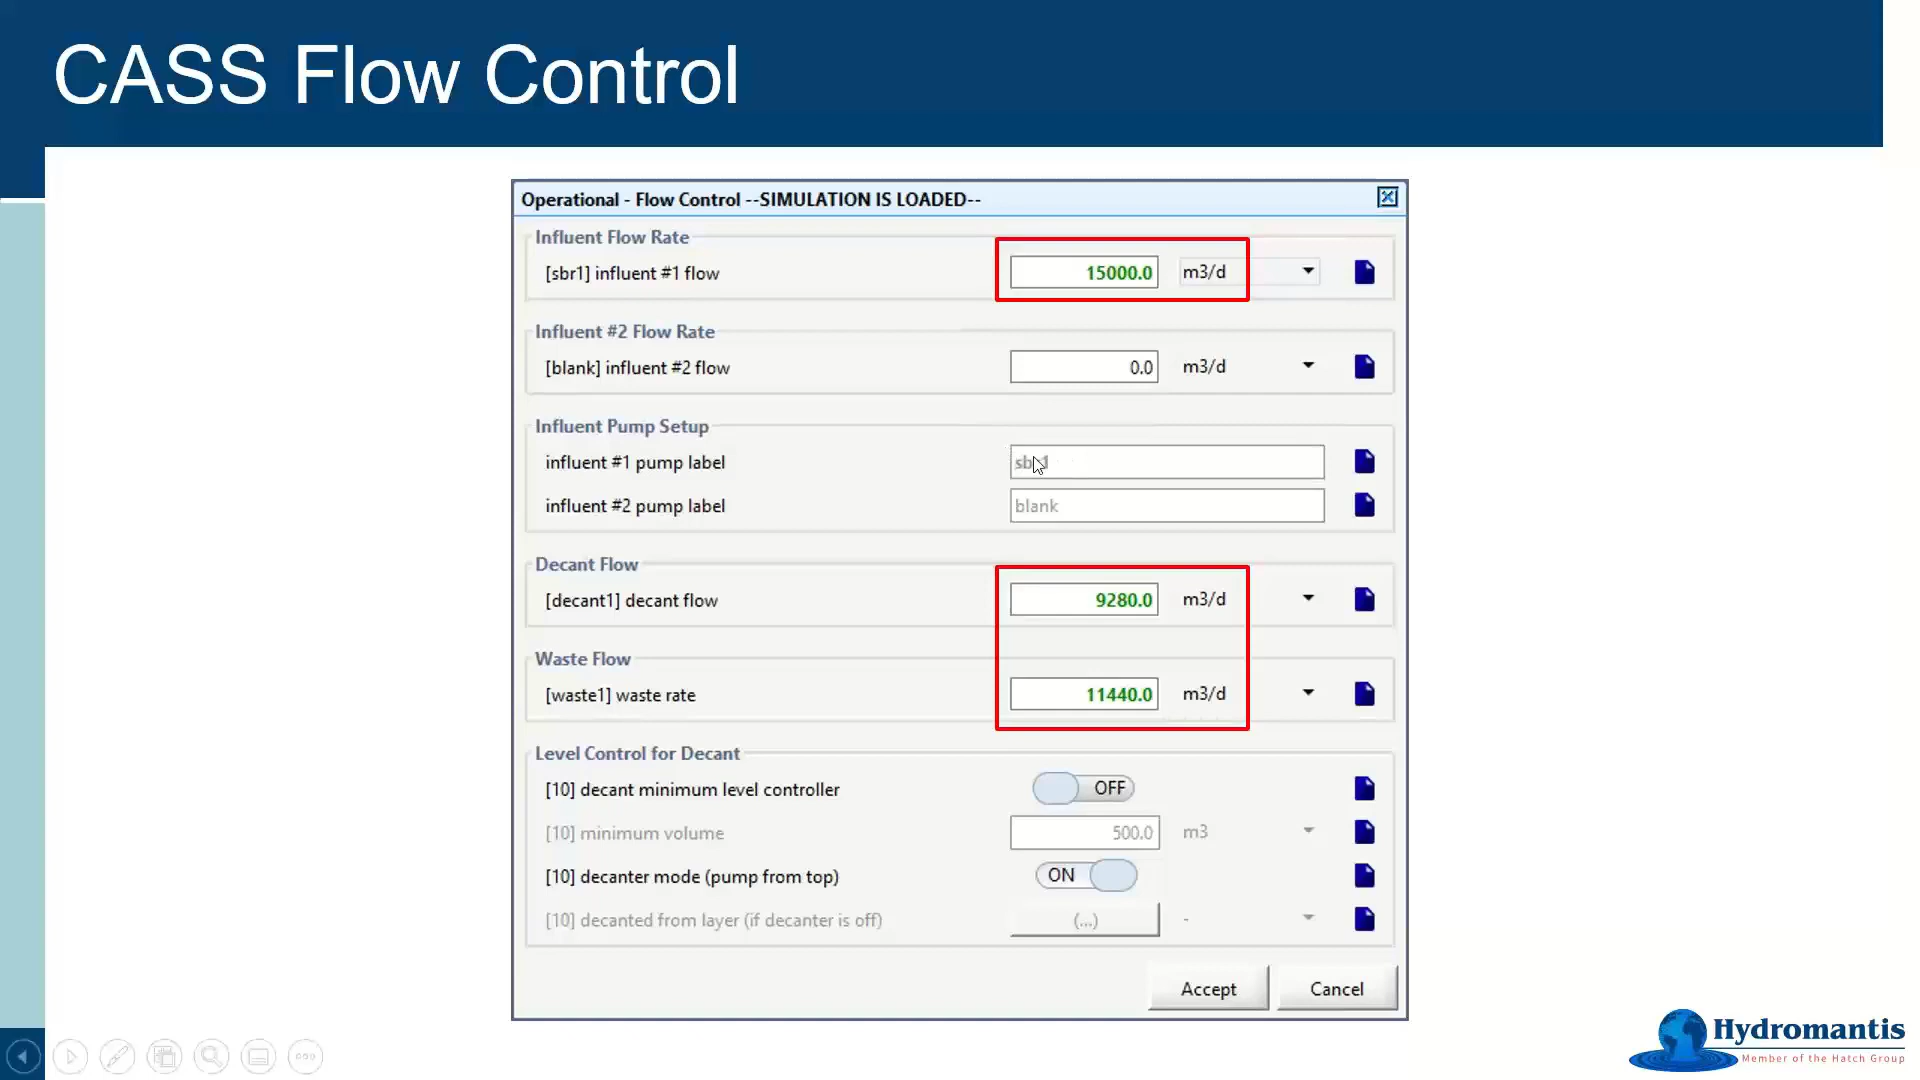 CASS Flow Control
Operational - Flow Control --SIMULATION IS LOADED--
Influent Flow Rate
[sbr1] influent #1 flow 15000.0 m3/d
Influent #2 Flow Rate
[blank] influent #2 flow 0.0 m3/d
Influent Pump Setup
influent #1 pump label sbr1
influent #2 pump label blank
Decant Flow
[decant1] decant flow 9280.0 m3/d
Waste Flow
[waste1] waste rate 11440.0 m3/d
Level Control for Decant
[10] decant minimum level controller OFF
[10] minimum volume 500.0 m3
[10] decanter mode (pump from top) ON
[10] decanted from layer (if decanter is off) (...) -
Accept Cancel
Hydromantis
Member of the Hatch Group